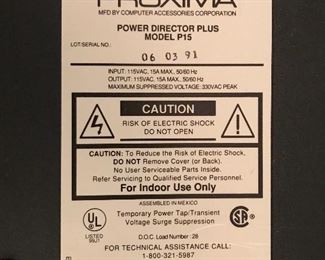 PROXIMA
MFD BY COMPUTER ACCESSORIES CORPORATION
POWER DIRECTOR PLUS
MODEL P15
LOT/SERIAL NO.:
06 03 91
INPUT: 115VAC, 15A MAX., 50/60 Hz
OUTPUT: 115VAC, 15A MAX., 50/60 Hz
MAXIMUM SUPPRESSED VOLTAGE: 330VAC PEAK
CAUTION
RISK OF ELECTRIC SHOCK
DO NOT OPEN
CAUTION: To Reduce the Risk of Electric Shock,
DO NOT Remove Cover (or Back).
No User Serviceable Parts Inside.
Refer Servicing to Qualified Service Personnel.
For Indoor Use Only
ASSEMBLED IN MEXICO
UL
LISTED
99J1
Temporary Power Tap/Transient
Voltage Surge Suppression
SA
D.O.C. Load Number: 28
FOR TECHNICAL ASSISTANCE CALL:
1-800-321-5987